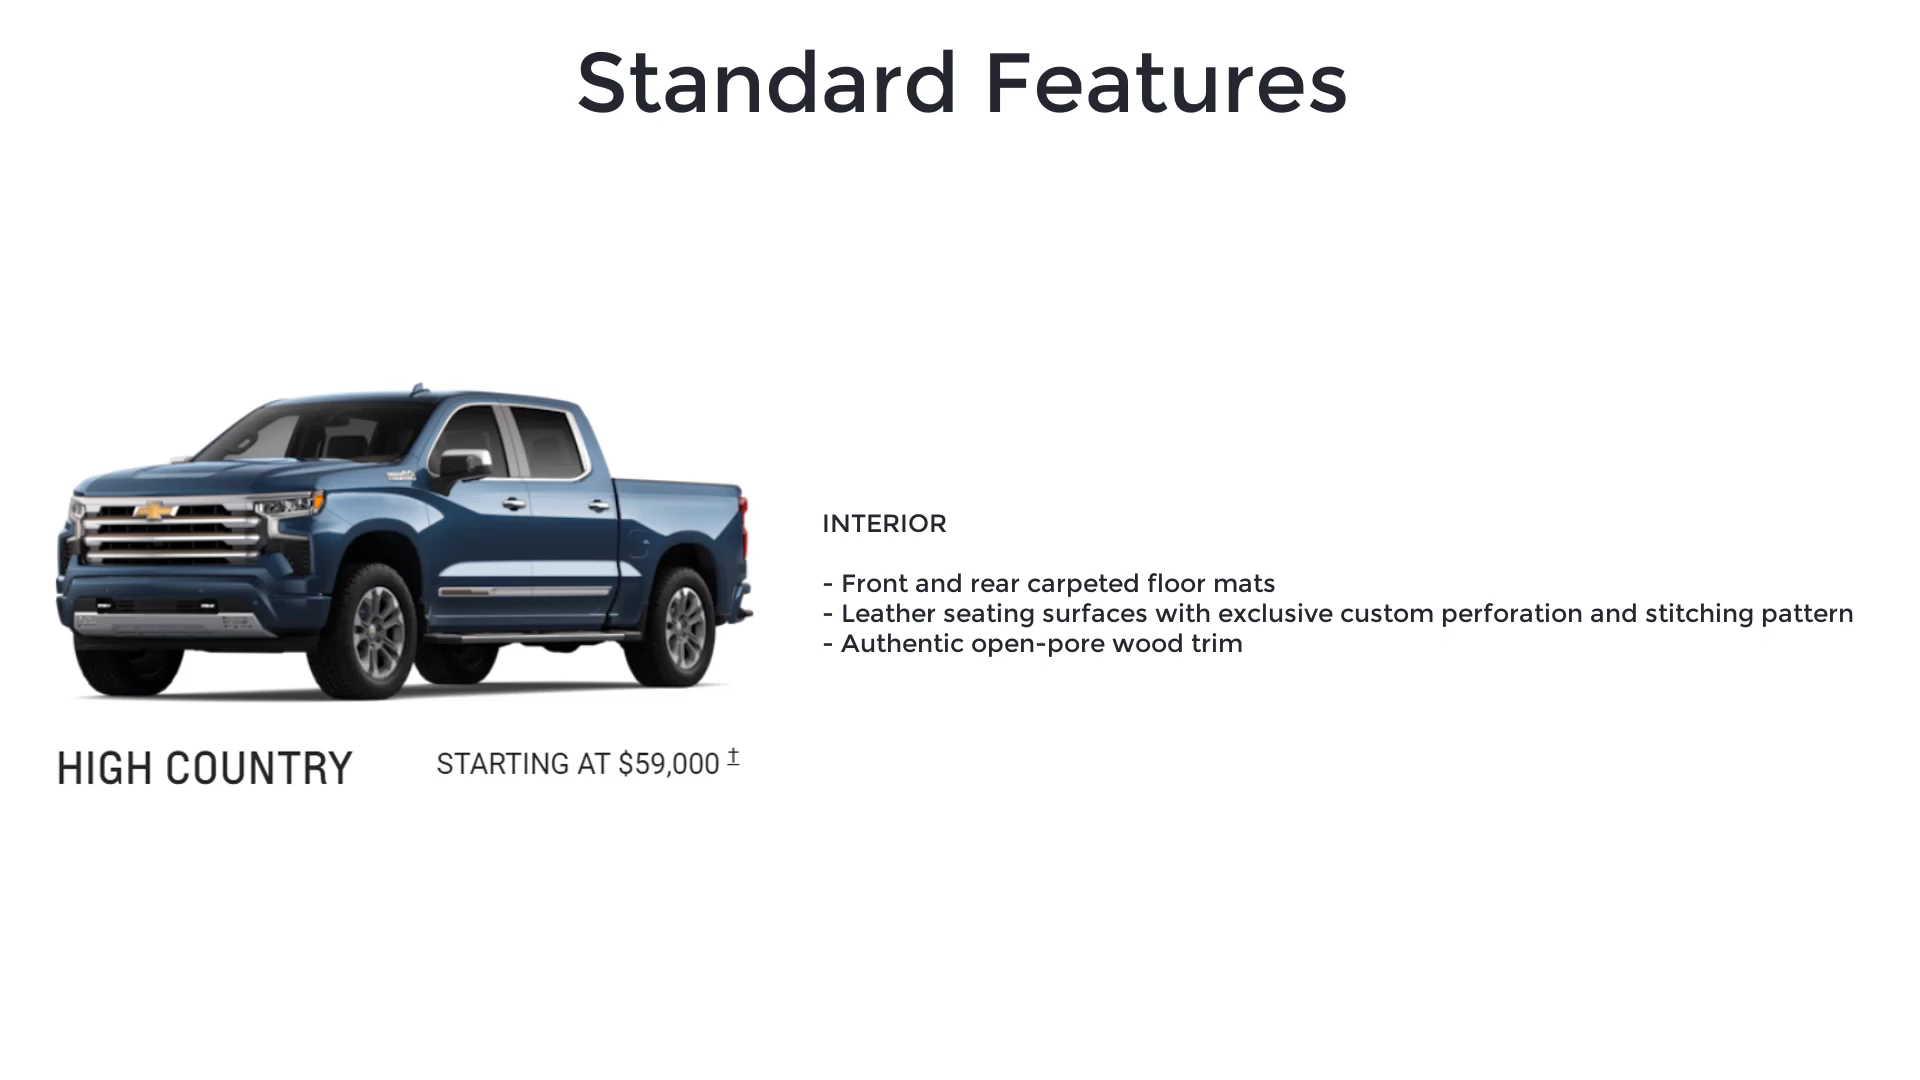 Standard Features
INTERIOR
- Front and rear carpeted floor mats
- Leather seating surfaces with exclusive custom perforation and stitching pattern
- Authentic open-pore wood trim
HIGH COUNTRY
STARTING AT $59,000 †